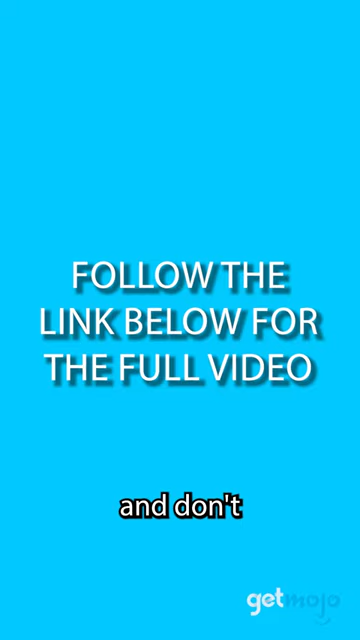 FOLLOW THE
LINK BELOW FOR
THE FULL VIDEO
and don't
getmojo